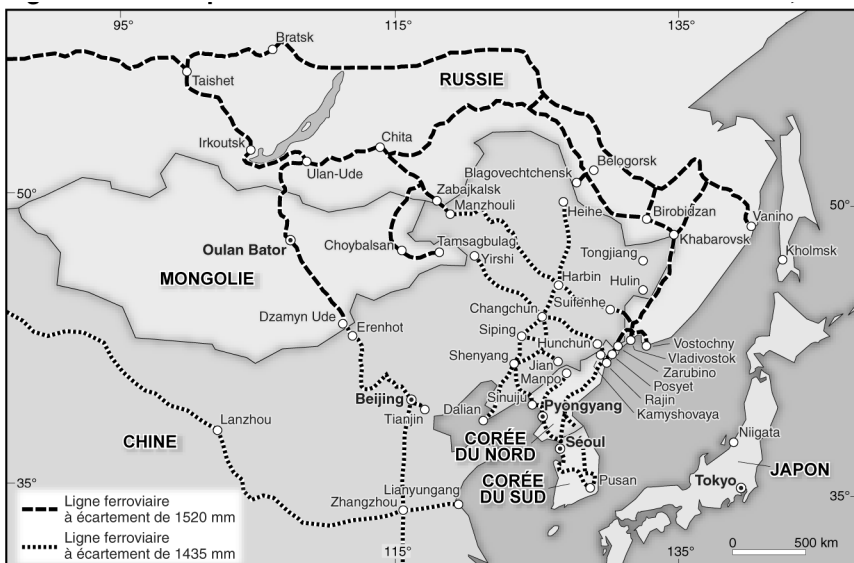 95°
115°
135°
Bratsk
Taishet
RUSSIE
Irkoutsk
Chita
Ulan-Ude
Belogorsk
Blagovechtchensk
50°
Zabajkalsk
Manzhouli
Heihe
Birobidzan
Vanino
50°
Khabarovsk
Oulan Bator
Choybalsan
Tamsagbulag
Yirshi
Tongjiang
Kholmsk
MONGOLIE
Harbin
Hulin
Suifenhe
Dzamyn Ude
Erenhot
Changchun
Siping
Hunchun
Vostochny
Shenyang
Jian
Vladivostok
Manpo
Zarubino
Posyet
Beijing
Sinuiju
Pyongyang
Rajin
Dalian
Kamyshovaya
Tianjin
Lanzhou
CHINE
CORÉE
DU NORD
Séoul
Niigata
CORÉE
DU SUD
JAPON
35°
Pusan
Tokyo
35°
Lianyungang
Zhangzhou
Ligne ferroviaire
à écartement de 1520 mm
Ligne ferroviaire
à écartement de 1435 mm
115°
135°
0 500 km